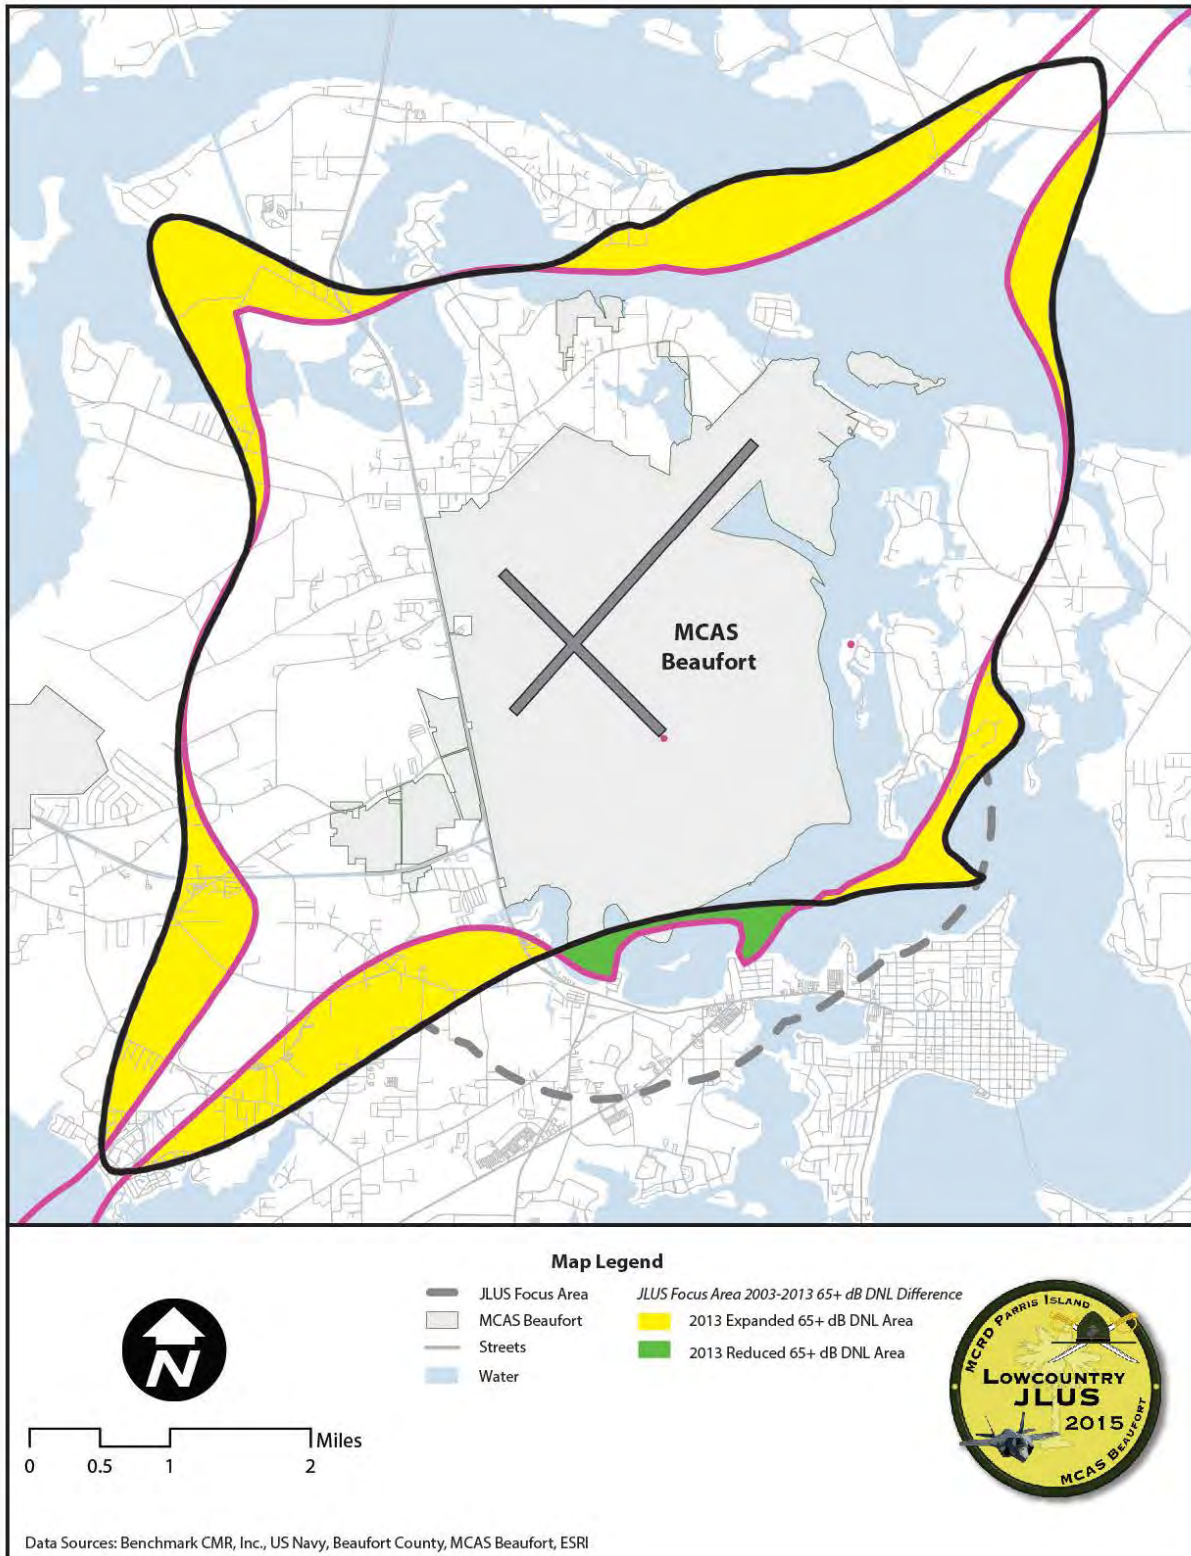 MCAS
Beaufort
Map Legend
JLUS Focus Area
MCAS Beaufort
Streets
Water
JLUS Focus Area 2003-2013 65+ dB DNL Difference
2013 Expanded 65+ dB DNL Area
2013 Reduced 65+ dB DNL Area
N
Miles
0 0.5 1 2
MCRD PARRIS ISLAND
LOWCOUNTRY
JLUS
2015
MCAS BEAUFORT
Data Sources: Benchmark CMR, Inc., US Navy, Beaufort County, MCAS Beaufort, ESRI